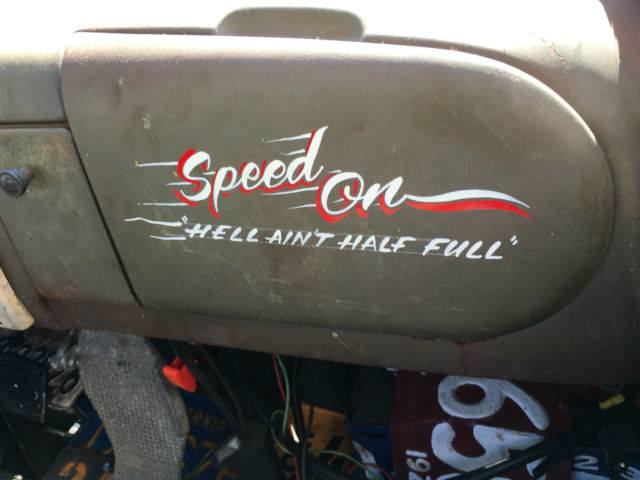 Speed On
"HELL AIN'T HALF FULL"